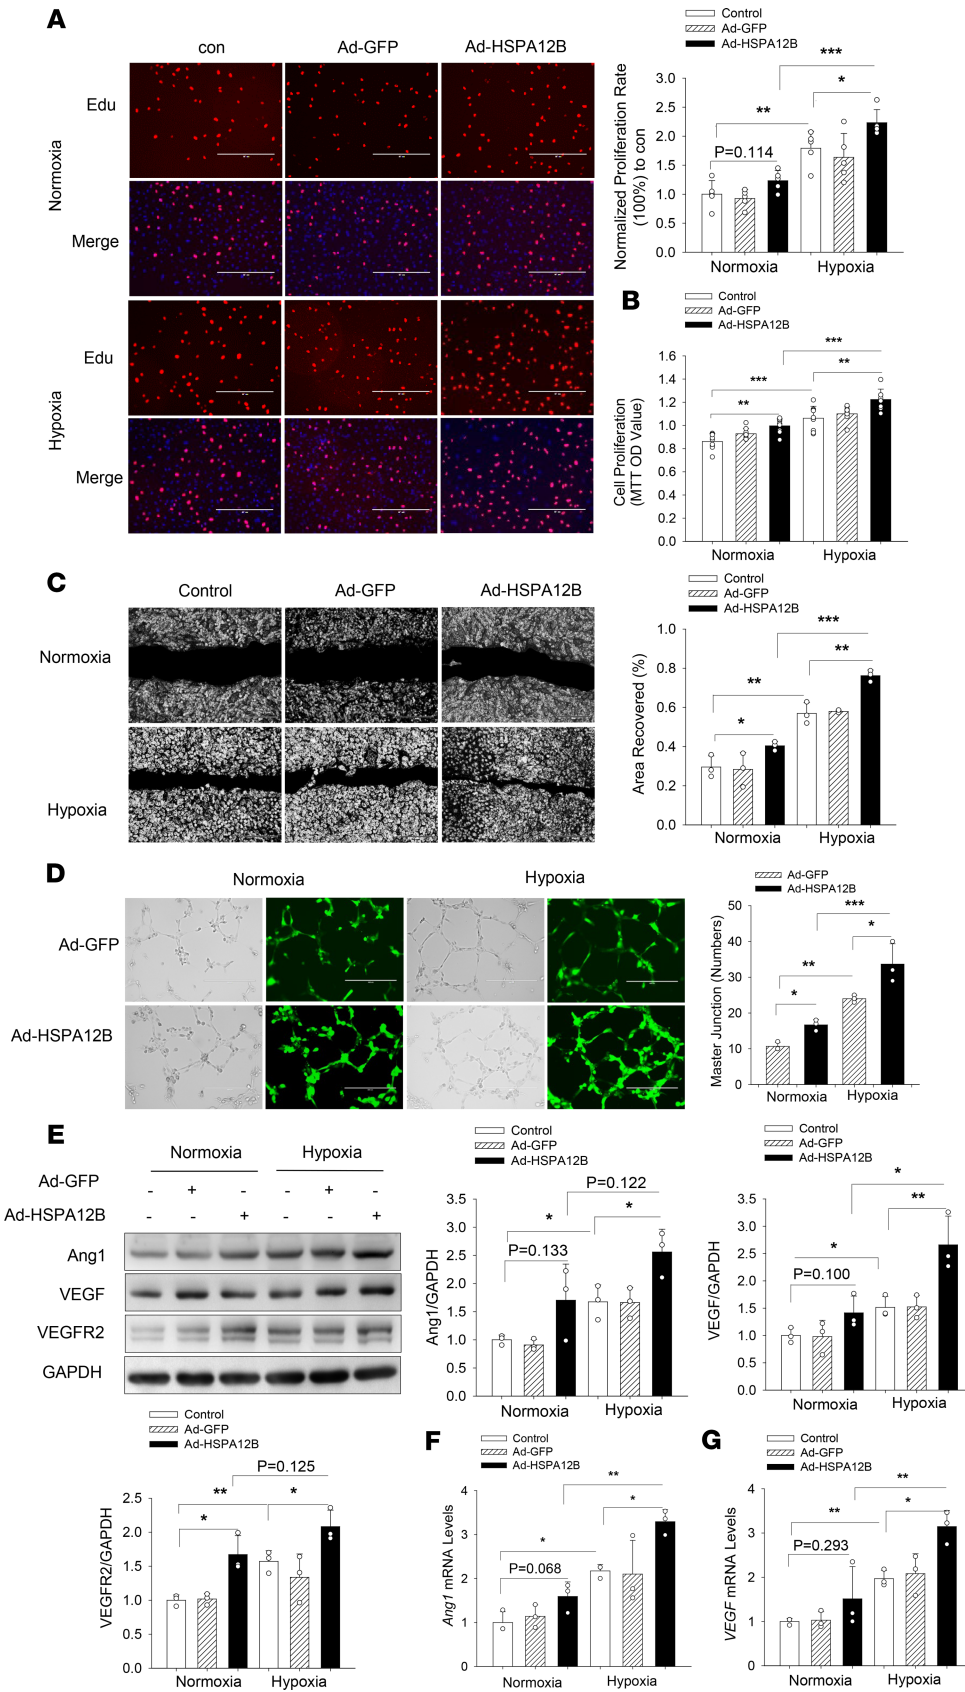 A
con
Ad-GFP
Ad-HSPA12B
Normoxia
Edu
Merge
Hypoxia
Edu
Merge
Control
Ad-GFP
Ad-HSPA12B
Normalized Proliferation Rate
(100%) to con
3.0
2.5
2.0
1.5
1.0
0.5
0.0
P=0.114
**
*
***
Normoxia
Hypoxia
B
Control
Ad-GFP
Ad-HSPA12B
Cell Proliferation
(MTT OD Value)
1.6
1.4
1.2
1.0
0.8
0.6
0.4
0.2
0.0
**
***
**
***
Normoxia
Hypoxia
C
Control
Ad-GFP
Ad-HSPA12B
Normoxia
Hypoxia
Control
Ad-GFP
Ad-HSPA12B
Area Recovered (%)
1.0
0.8
0.6
0.4
0.2
0.0
*
**
**
***
Normoxia
Hypoxia
D
Normoxia
Hypoxia
Ad-GFP
Ad-HSPA12B
Ad-GFP
Ad-HSPA12B
Master Junction (Numbers)
50
40
30
20
10
0
*
**
*
***
Normoxia
Hypoxia
E
Normoxia
Hypoxia
Ad-GFP
- + - - + -
Ad-HSPA12B
- - + - - +
Ang1
VEGF
VEGFR2
GAPDH
Control
Ad-GFP
Ad-HSPA12B
Ang1/GAPDH
3.5
3.0
2.5
2.0
1.5
1.0
0.5
0.0
P=0.133
*
*
P=0.122
Normoxia
Hypoxia
Control
Ad-GFP
Ad-HSPA12B
VEGF/GAPDH
3.5
3.0
2.5
2.0
1.5
1.0
0.5
0.0
P=0.100
*
**
*
Normoxia
Hypoxia
Control
Ad-GFP
Ad-HSPA12B
VEGFR2/GAPDH
2.5
2.0
1.5
1.0
0.5
0.0
*
**
*
P=0.125
Normoxia
Hypoxia
F
Control
Ad-GFP
Ad-HSPA12B
Ang1 mRNA Levels
4
3
2
1
0
P=0.068
*
*
**
Normoxia
Hypoxia
G
Control
Ad-GFP
Ad-HSPA12B
VEGF mRNA Levels
4
3
2
1
0
P=0.293
**
*
**
Normoxia
Hypoxia